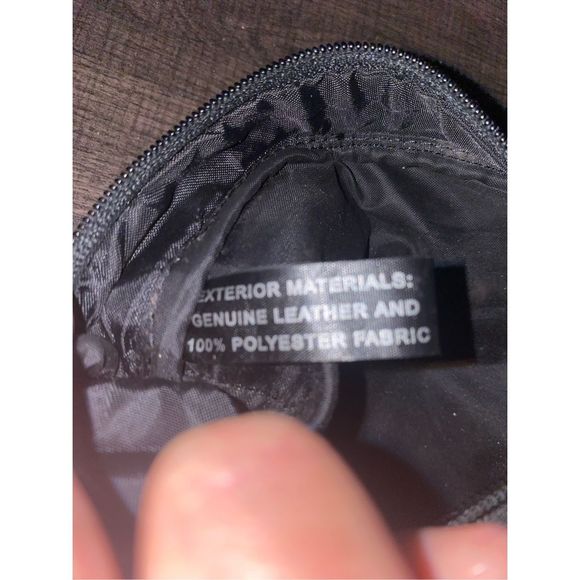 EXTERIOR MATERIALS:
GENUINE LEATHER AND
100% POLYESTER FABRIC